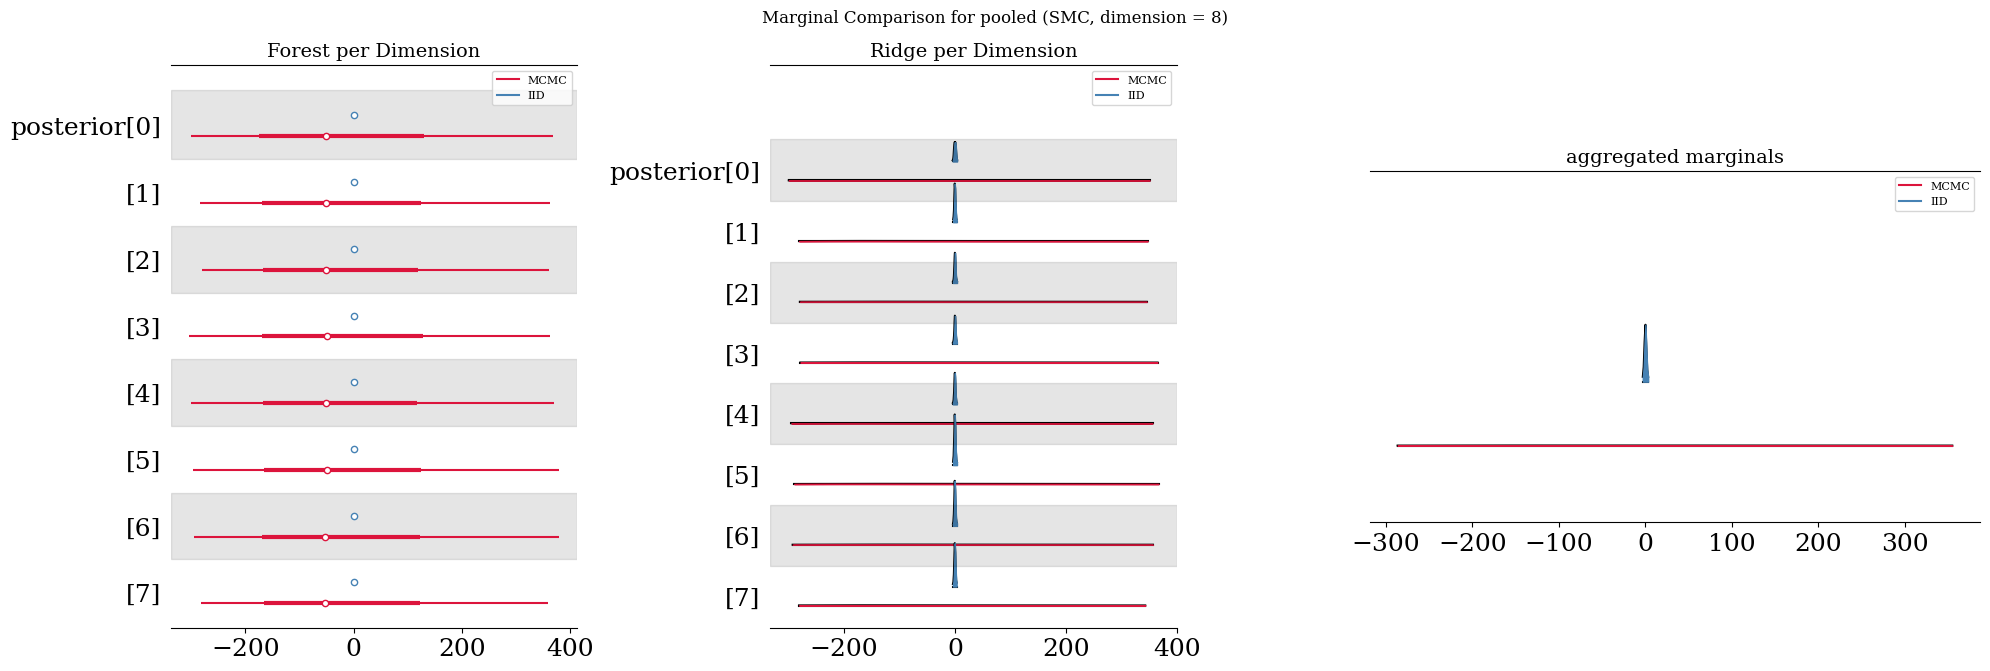 Marginal Comparison for pooled (SMC, dimension = 8)
Forest per Dimension
MCMC
IID
posterior[0]
[1]
[2]
[3]
[4]
[5]
[6]
[7]
−200 0 200 400
Ridge per Dimension
MCMC
IID
posterior[0]
[1]
[2]
[3]
[4]
[5]
[6]
[7]
−200 0 200 400
aggregated marginals
MCMC
IID
−300 −200 −100 0 100 200 300